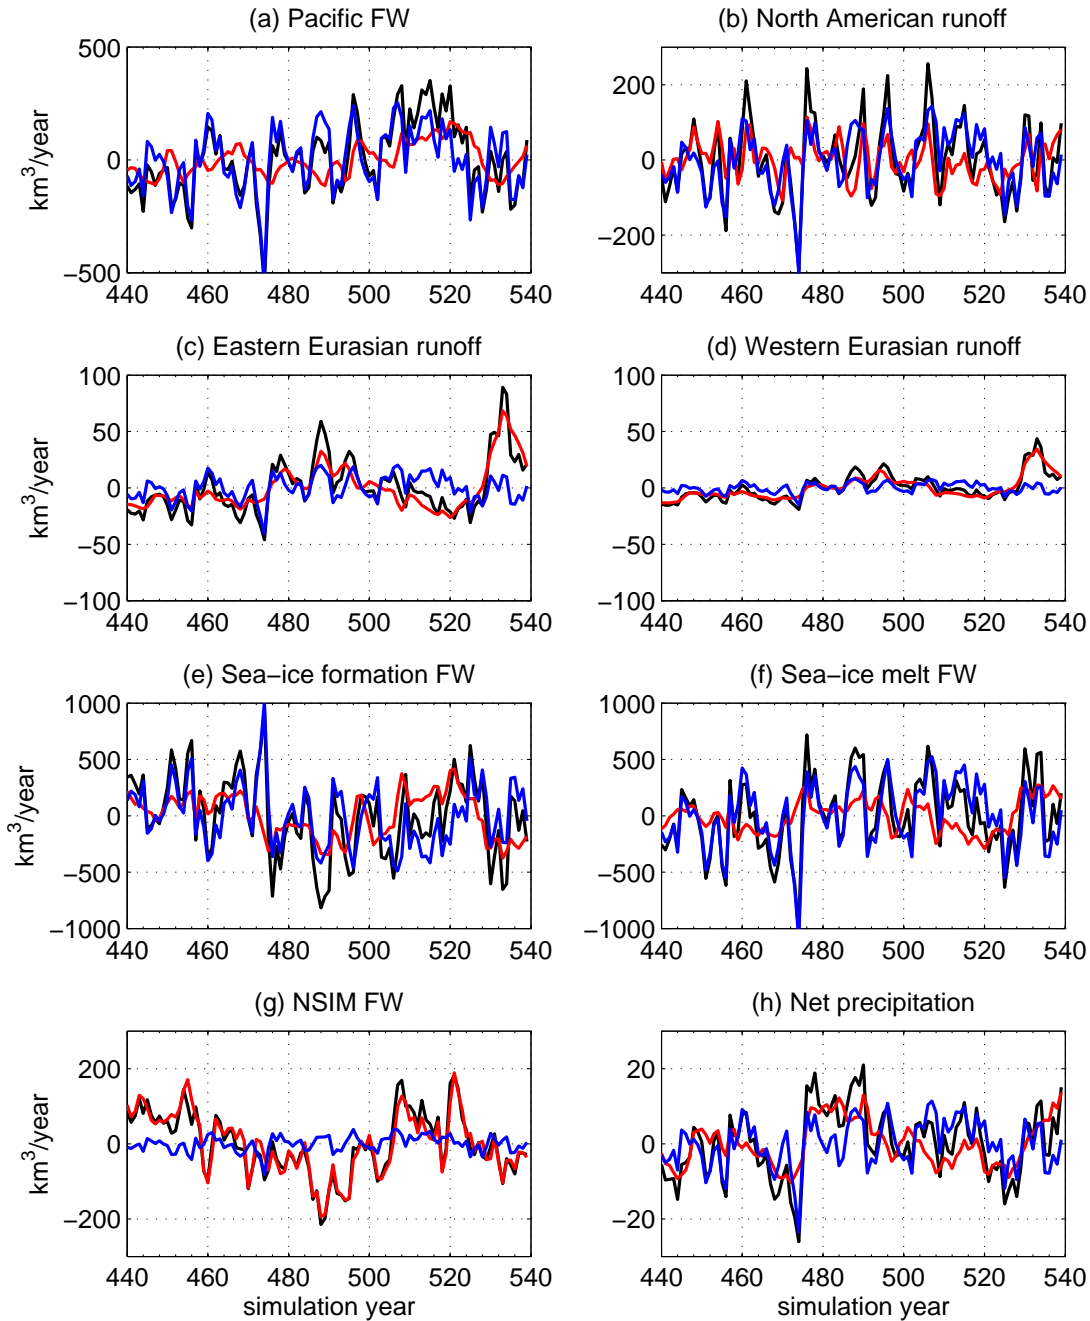 (a) Pacific FW
(b) North American runoff
km³/year
500
0
−500
440 460 480 500 520 540
200
0
−200
440 460 480 500 520 540
(c) Eastern Eurasian runoff
(d) Western Eurasian runoff
km³/year
100
50
0
−50
−100
440 460 480 500 520 540
100
50
0
−50
−100
440 460 480 500 520 540
(e) Sea−ice formation FW
(f) Sea−ice melt FW
km³/year
1000
500
0
−500
−1000
440 460 480 500 520 540
1000
500
0
−500
−1000
440 460 480 500 520 540
(g) NSIM FW
(h) Net precipitation
km³/year
200
0
−200
440 460 480 500 520 540
simulation year
20
0
−20
440 460 480 500 520 540
simulation year